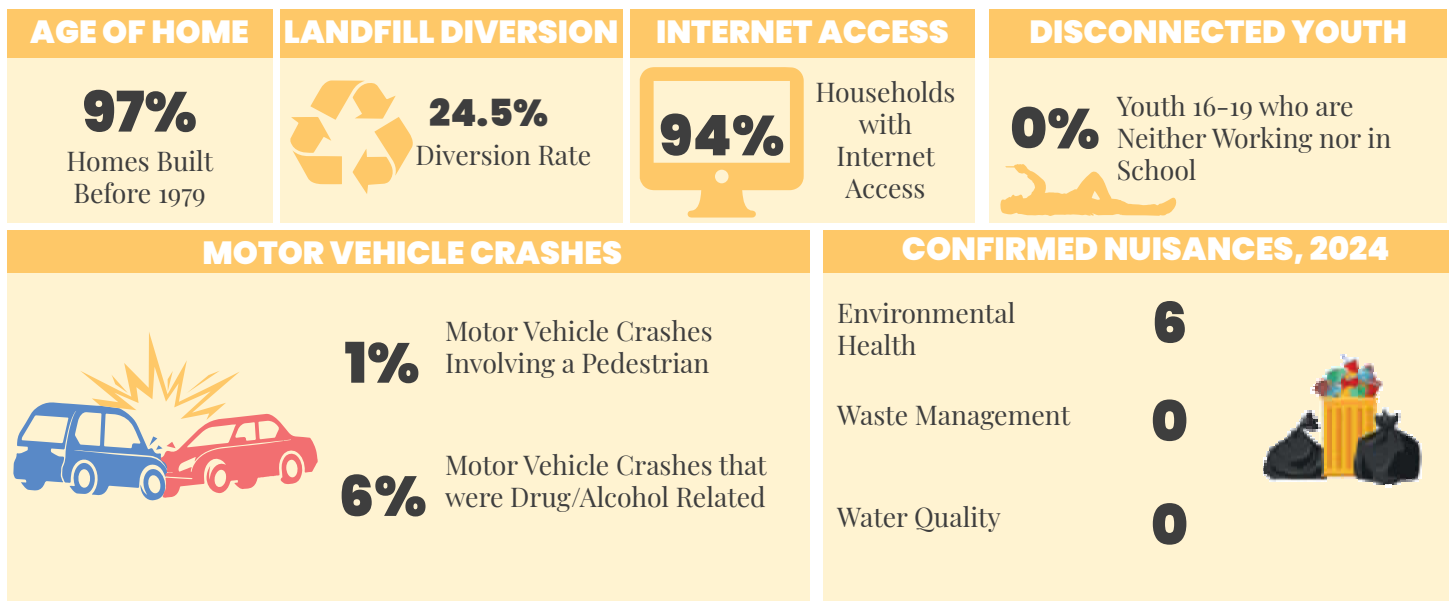 AGE OF HOME
97%
Homes Built
Before 1979
LANDFILL DIVERSION
24.5%
Diversion Rate
INTERNET ACCESS
94%
Households
with
Internet
Access
DISCONNECTED YOUTH
0%
Youth 16-19 who are
Neither Working nor in
School
MOTOR VEHICLE CRASHES
1%
Motor Vehicle Crashes
Involving a Pedestrian
6%
Motor Vehicle Crashes that
were Drug/Alcohol Related
CONFIRMED NUISANCES, 2024
Environmental
Health
6
Waste Management
0
Water Quality
0